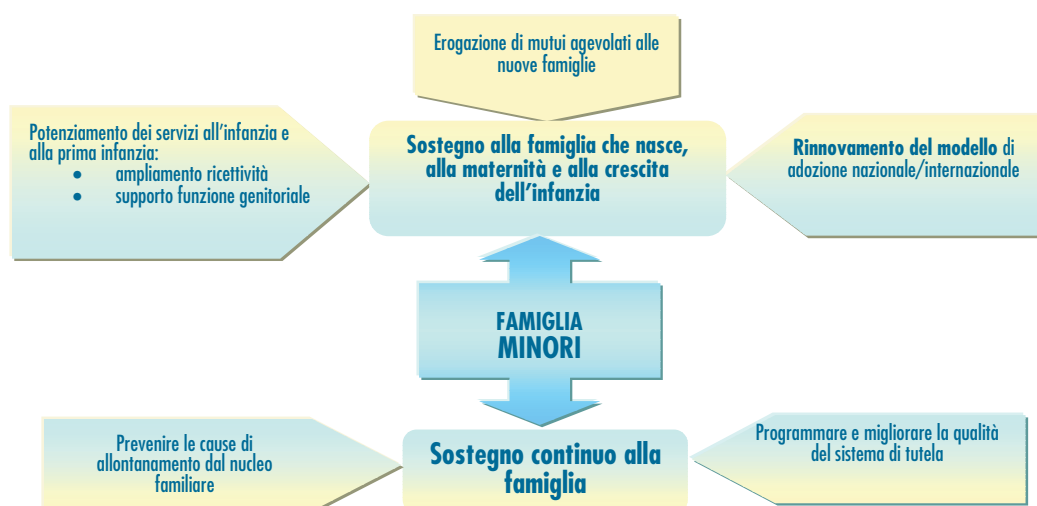 Erogazione di mutui agevolati alle
nuove famiglie
Potenziamento dei servizi all'infanzia e
alla prima infanzia:
• ampliamento ricettività
• supporto funzione genitoriale
Sostegno alla famiglia che nasce,
alla maternità e alla crescita
dell'infanzia
Rinnovamento del modello di
adozione nazionale/internazionale
FAMIGLIA
MINORI
Prevenire le cause di
allontanamento dal nucleo
familiare
Sostegno continuo alla
famiglia
Programmare e migliorare la qualità
del sistema di tutela